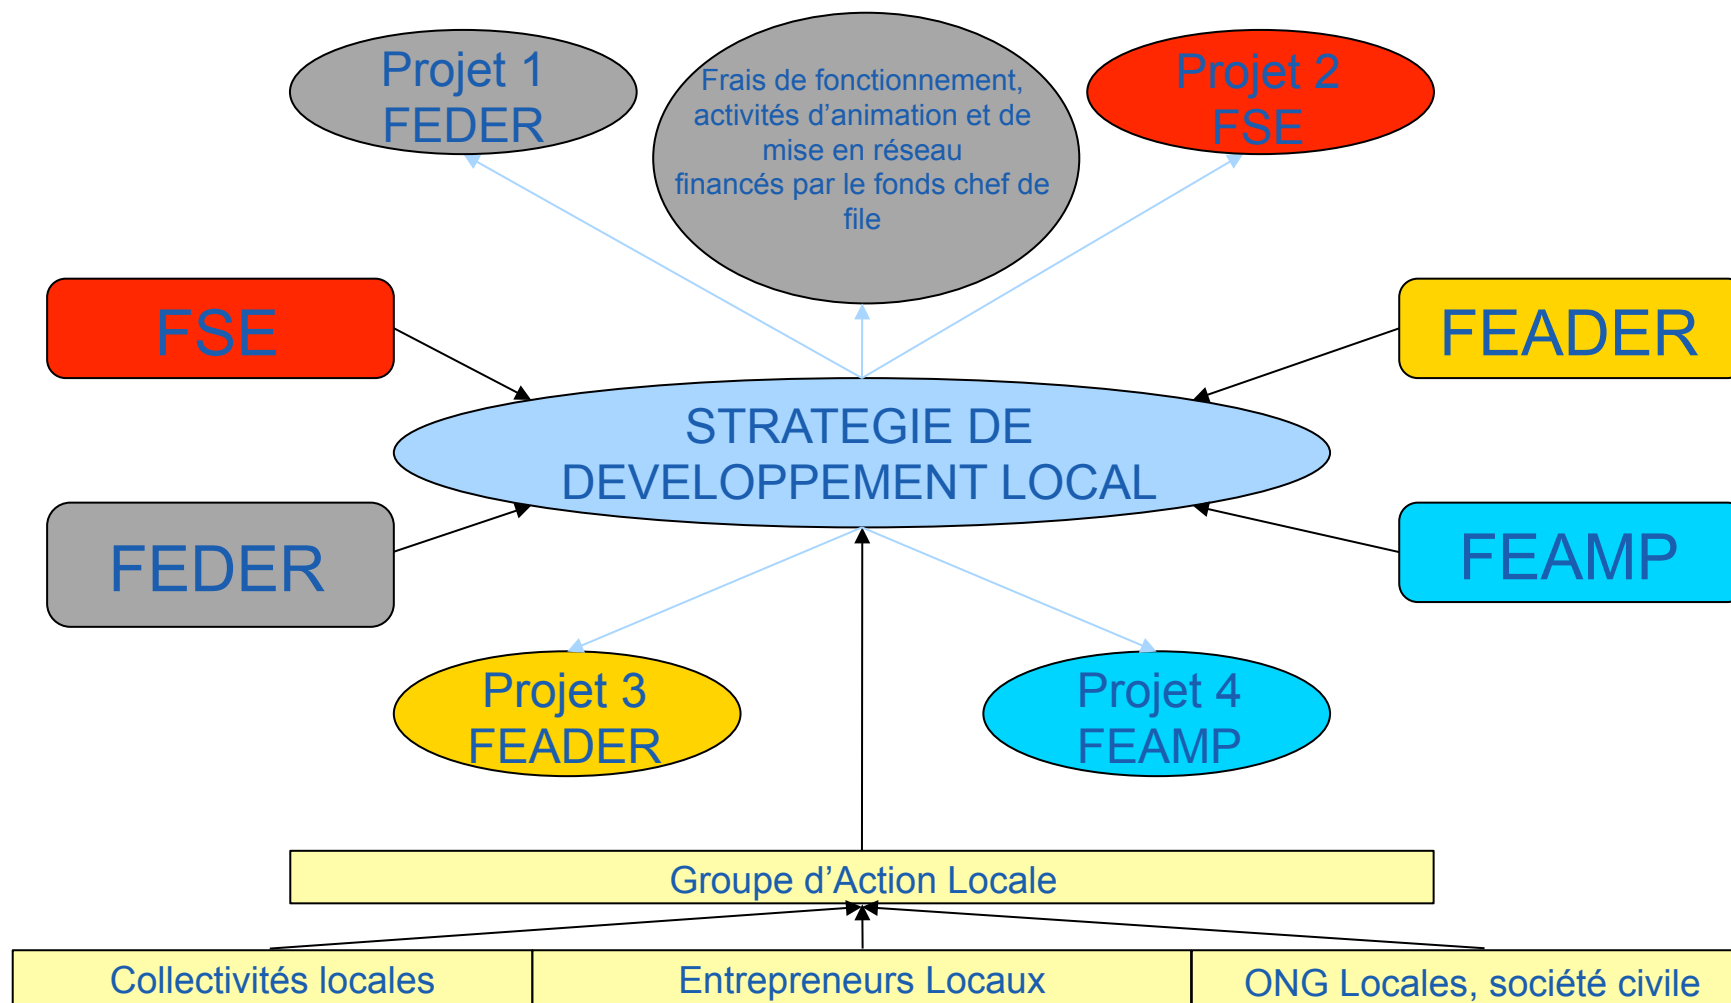 Projet 1
FEDER
Frais de fonctionnement,
activités d’animation et de
mise en réseau
financés par le fonds chef de
file
Projet 2
FSE
FSE
FEADER
STRATEGIE DE
DEVELOPPEMENT LOCAL
FEDER
FEAMP
Projet 3
FEADER
Projet 4
FEAMP
Groupe d’Action Locale
Collectivités locales
Entrepreneurs Locaux
ONG Locales, société civile